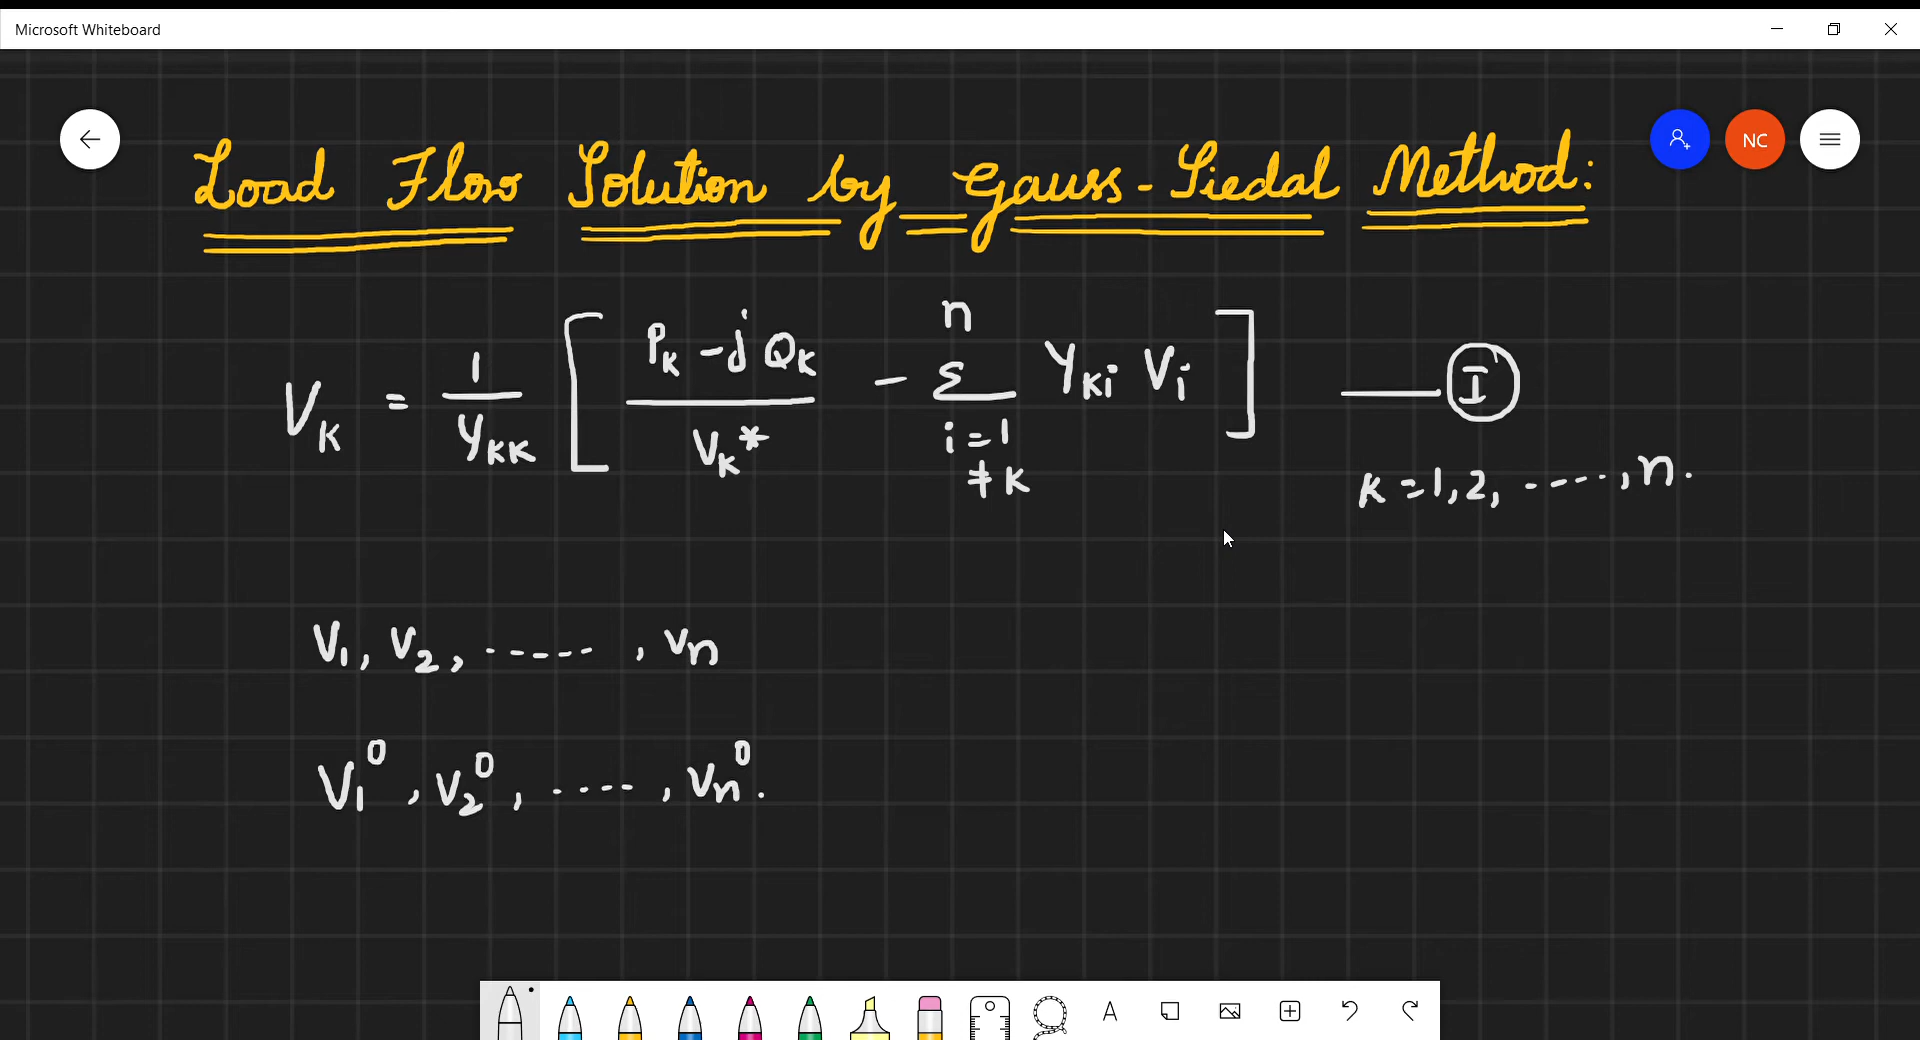 Microsoft Whiteboard
NC
Load Flow Solution by Gauss-Siedal Method:
V_k = 1/Y_kk [ (P_k - jQ_k)/V_k* - Σ_{i=1, ≠k}^{n} Y_ki V_i ] —— (I)
k = 1, 2, ....., n.
V_1, V_2, ......, V_n
V_1^0, V_2^0, ....., V_n^0.
A